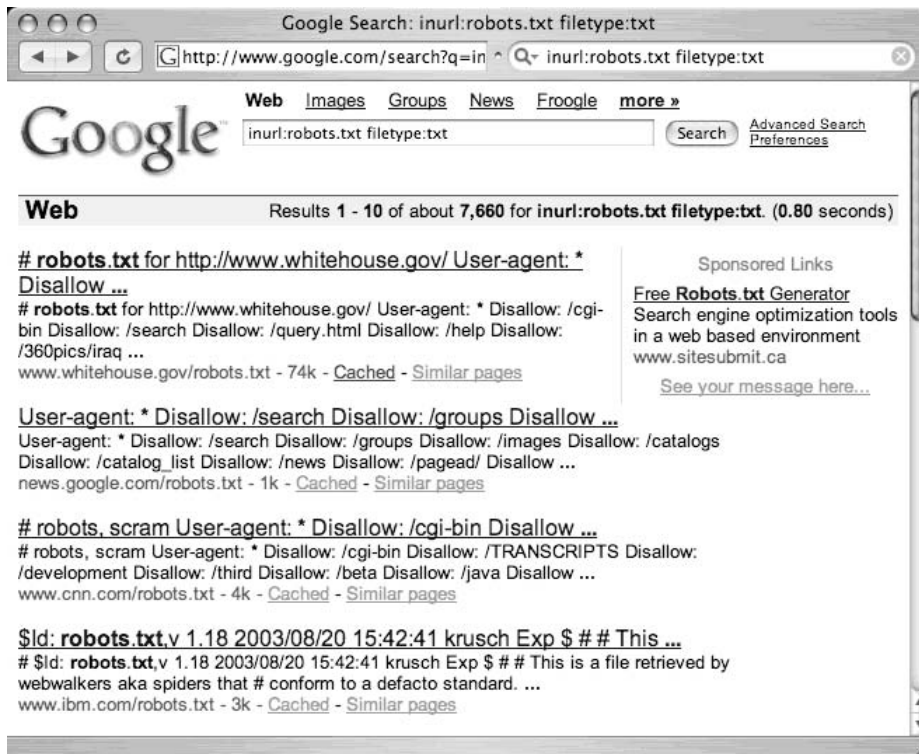 Google Search: inurl:robots.txt filetype:txt
http://www.google.com/search?q=in
inurl:robots.txt filetype:txt
Google™
Web Images Groups News Froogle more »
inurl:robots.txt filetype:txt
Search
Advanced Search
Preferences
Web
Results 1 - 10 of about 7,660 for inurl:robots.txt filetype:txt. (0.80 seconds)
# robots.txt for http://www.whitehouse.gov/ User-agent: *
Disallow ...
# robots.txt for http://www.whitehouse.gov/ User-agent: * Disallow: /cgi-
bin Disallow: /search Disallow: /query.html Disallow: /help Disallow:
/360pics/iraq ...
www.whitehouse.gov/robots.txt - 74k - Cached - Similar pages
Sponsored Links
Free Robots.txt Generator
Search engine optimization tools
in a web based environment
www.sitesubmit.ca
See your message here...
User-agent: * Disallow: /search Disallow: /groups Disallow ...
User-agent: * Disallow: /search Disallow: /groups Disallow: /images Disallow: /catalogs
Disallow: /catalog_list Disallow: /news Disallow: /pagead/ Disallow ...
news.google.com/robots.txt - 1k - Cached - Similar pages
# robots, scram User-agent: * Disallow: /cgi-bin Disallow ...
# robots, scram User-agent: * Disallow: /cgi-bin Disallow: /TRANSCRIPTS Disallow:
/development Disallow: /third Disallow: /beta Disallow: /java Disallow ...
www.cnn.com/robots.txt - 4k - Cached - Similar pages
$Id: robots.txt,v 1.18 2003/08/20 15:42:41 krusch Exp $ # # This ...
# $Id: robots.txt,v 1.18 2003/08/20 15:42:41 krusch Exp $ # # This is a file retrieved by
webwalkers aka spiders that # conform to a defacto standard. ...
www.ibm.com/robots.txt - 3k - Cached - Similar pages